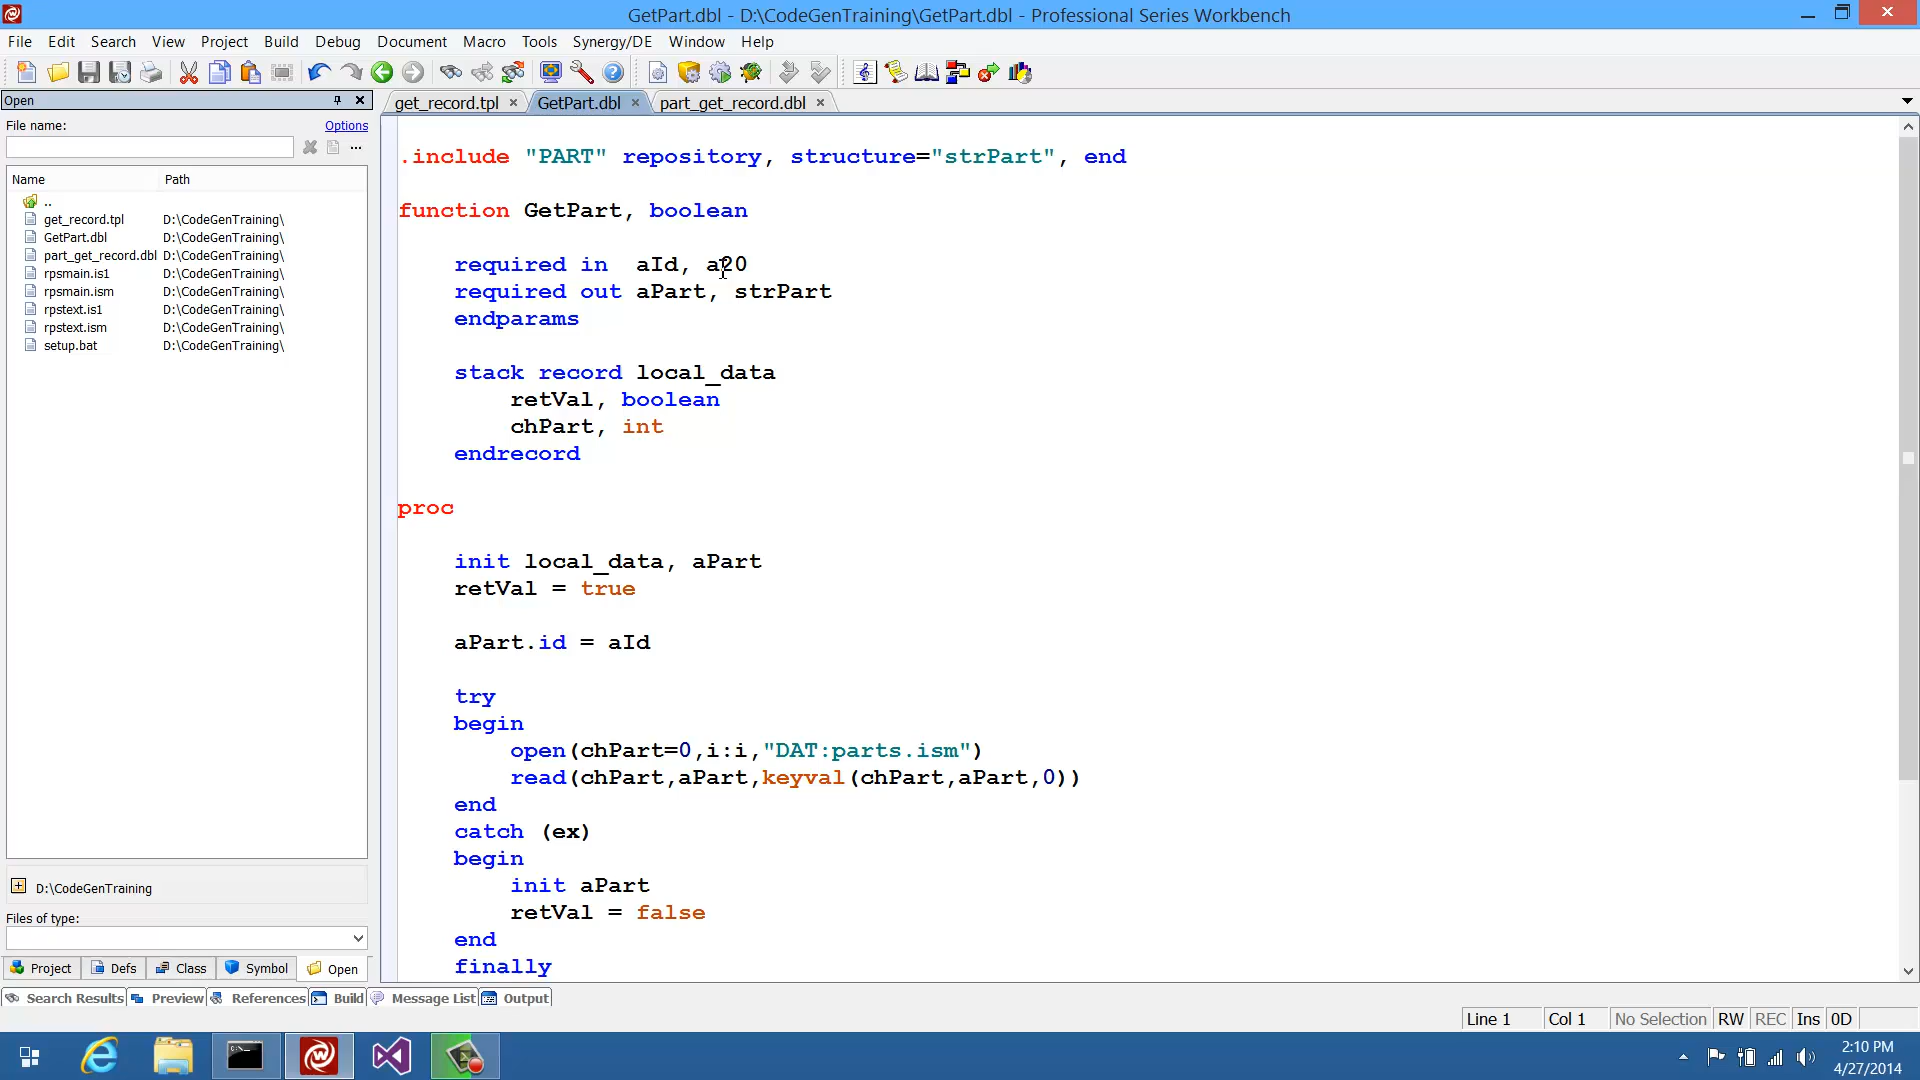 GetPart.dbl - D:\CodeGenTraining\GetPart.dbl - Professional Series Workbench
File Edit Search View Project Build Debug Document Macro Tools Synergy/DE Window Help
Open
get_record.tpl GetPart.dbl part_get_record.dbl
File name:
Options
Name Path
..
get_record.tpl D:\CodeGenTraining\
GetPart.dbl D:\CodeGenTraining\
part_get_record.dbl D:\CodeGenTraining\
rpsmain.is1 D:\CodeGenTraining\
rpsmain.ism D:\CodeGenTraining\
rpstext.is1 D:\CodeGenTraining\
rpstext.ism D:\CodeGenTraining\
setup.bat D:\CodeGenTraining\
D:\CodeGenTraining
Files of type:
Project Defs Class Symbol Open
.include "PART" repository, structure="strPart", end
function GetPart, boolean
required in  aId, a20
required out aPart, strPart
endparams
stack record local_data
retVal, boolean
chPart, int
endrecord
proc
init local_data, aPart
retVal = true
aPart.id = aId
try
begin
open(chPart=0,i:i,"DAT:parts.ism")
read(chPart,aPart,keyval(chPart,aPart,0))
end
catch (ex)
begin
init aPart
retVal = false
end
finally
Search Results Preview References Build Message List Output
Line 1 Col 1 No Selection RW REC Ins 0D
2:10 PM
4/27/2014